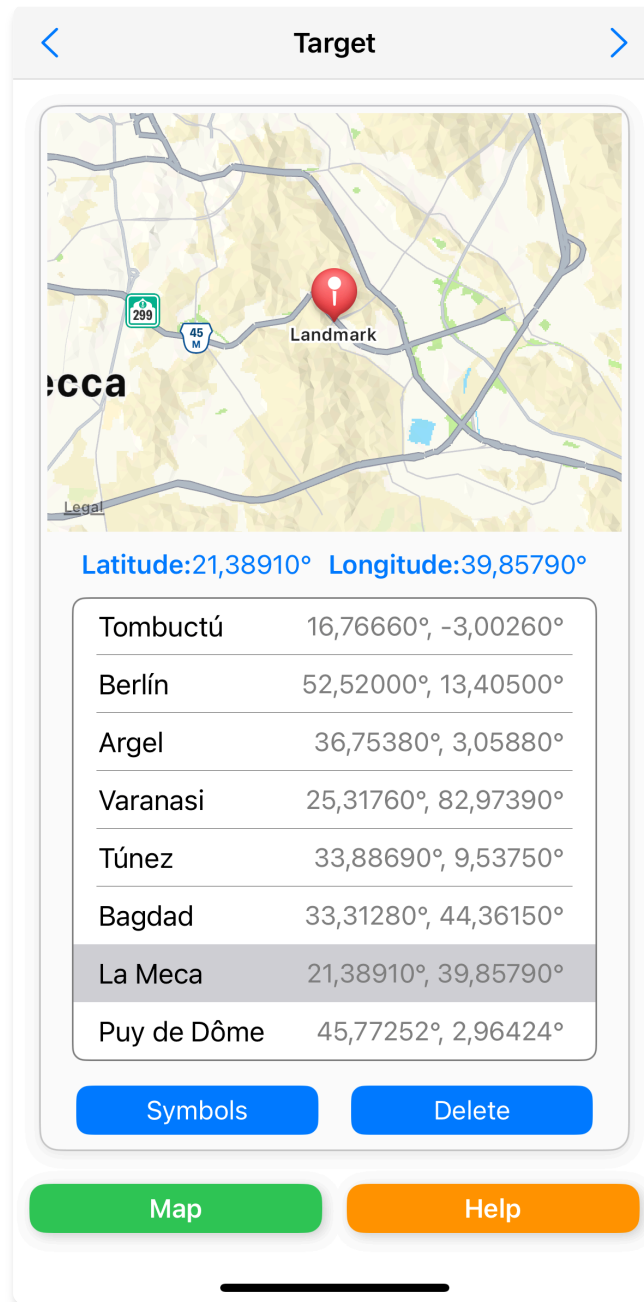 Target
299
45
M
Landmark
ecca
Legal
Latitude:21,38910° Longitude:39,85790°
Tombuctú 16,76660°, -3,00260°
Berlín 52,52000°, 13,40500°
Argel 36,75380°, 3,05880°
Varanasi 25,31760°, 82,97390°
Túnez 33,88690°, 9,53750°
Bagdad 33,31280°, 44,36150°
La Meca 21,38910°, 39,85790°
Puy de Dôme 45,77252°, 2,96424°
Symbols Delete
Map Help